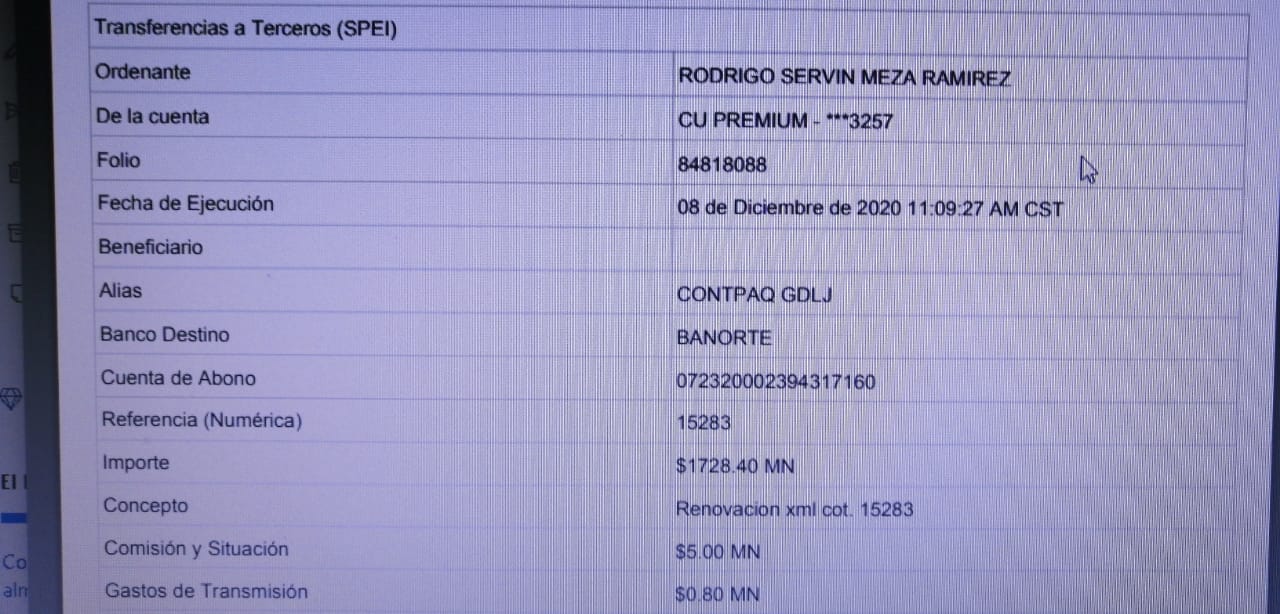 Transferencias a Terceros (SPEI)
Ordenante RODRIGO SERVIN MEZA RAMIREZ
De la cuenta CU PREMIUM - ***3257
Folio 84818088
Fecha de Ejecución 08 de Diciembre de 2020 11:09:27 AM CST
Beneficiario
Alias CONTPAQ GDLJ
Banco Destino BANORTE
Cuenta de Abono 072320002394317160
Referencia (Numérica) 15283
Importe $1728.40 MN
Concepto Renovacion xml cot. 15283
Comisión y Situación $5.00 MN
Gastos de Transmisión $0.80 MN
El
Co